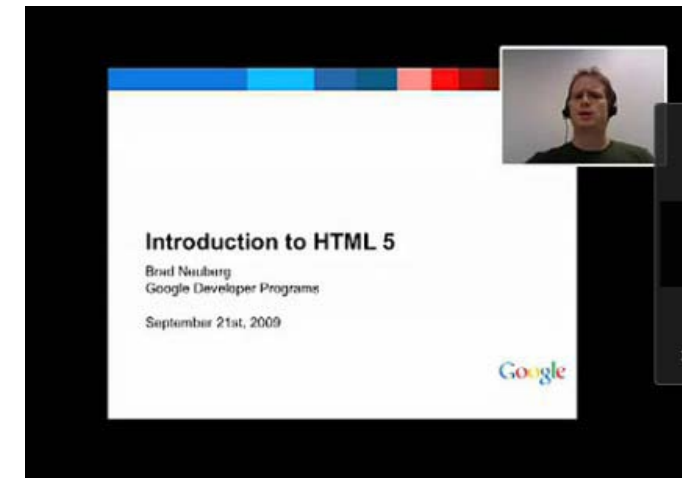 Introduction to HTML 5
Brad Neuberg
Google Developer Programs
September 21st, 2009
Google